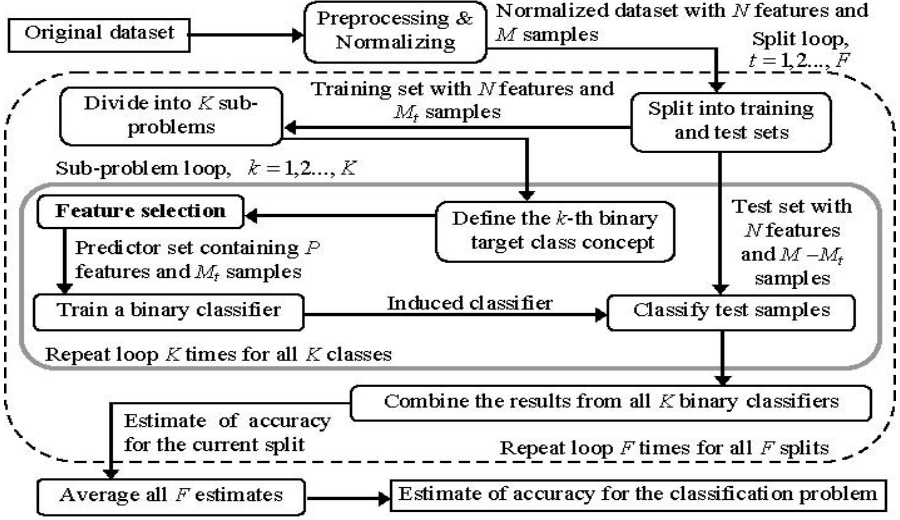 Original dataset
Preprocessing &
Normalizing
Normalized dataset with N features and
M samples
Split loop,
t = 1,2..., F
Divide into K sub-
problems
Training set with N features and
Mt samples
Split into training
and test sets
Sub-problem loop, k = 1,2..., K
Feature selection
Define the k-th binary
target class concept
Test set with
N features
and M –Mt
samples
Predictor set containing P
features and Mt samples
Train a binary classifier
Induced classifier
Classify test samples
Repeat loop K times for all K classes
Combine the results from all K binary classifiers
Estimate of accuracy
for the current split
Repeat loop F times for all F splits
Average all F estimates
Estimate of accuracy for the classification problem